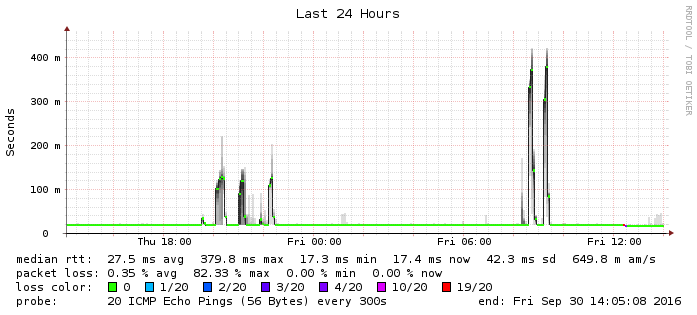 Last 24 Hours
RRDTOOL / TOBI OETIKER
Seconds
400 m
300 m
200 m
100 m
0
Thu 18:00 Fri 00:00 Fri 06:00 Fri 12:00
median rtt: 27.5 ms avg 379.8 ms max 17.3 ms min 17.4 ms now 42.3 ms sd 649.8 m am/s
packet loss: 0.35 % avg 82.33 % max 0.00 % min 0.00 % now
loss color: 0 1/20 2/20 3/20 4/20 10/20 19/20
probe: 20 ICMP Echo Pings (56 Bytes) every 300s end: Fri Sep 30 14:05:08 2016